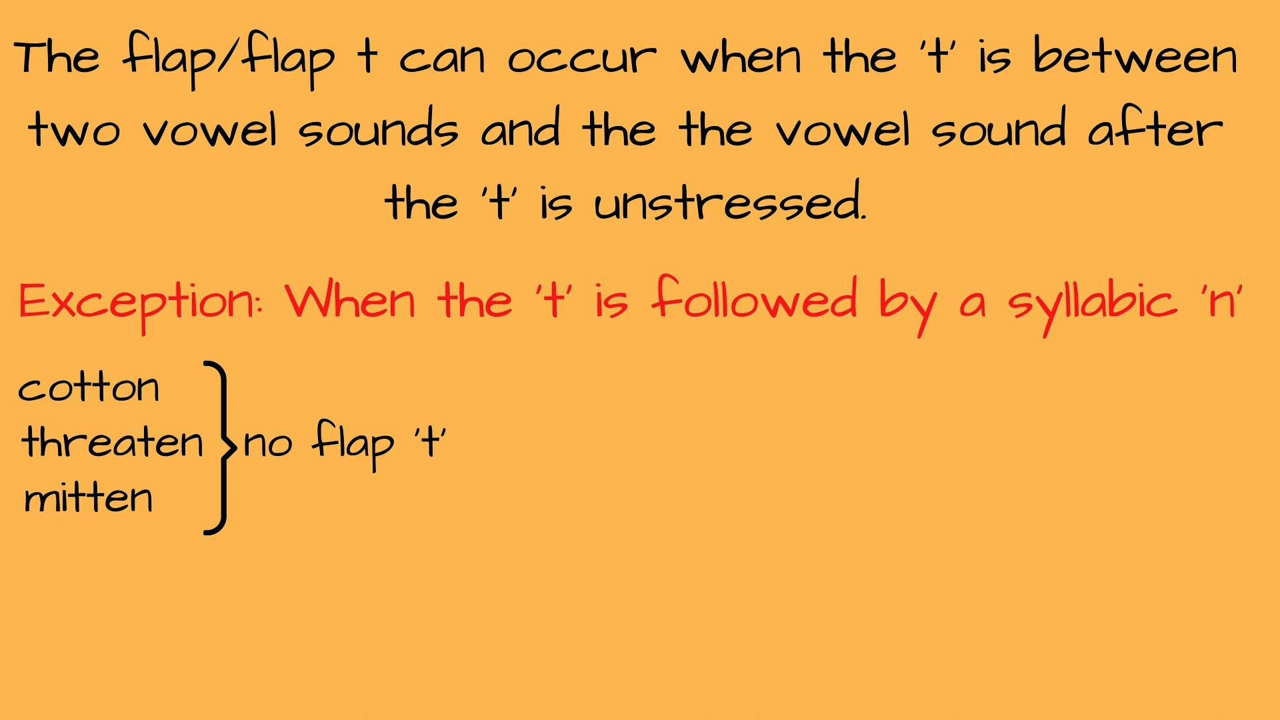 The flap/flap t can occur when the 't' is between
two vowel sounds and the the vowel sound after
the 't' is unstressed.
Exception: When the 't' is followed by a syllabic 'n'
cotton
threaten
mitten
no flap 't'